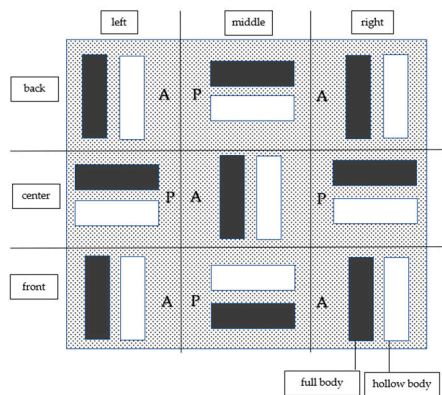 left middle right
back A P A
center P A P
front A P A
full body hollow body